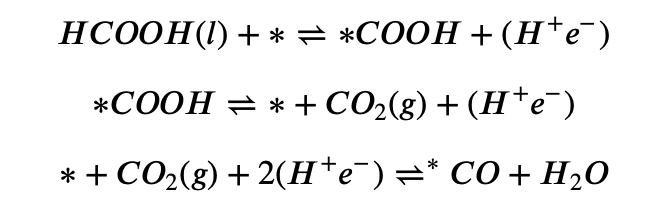 HCOOH(l) + * ⇌ *COOH + (H⁺e⁻)
*COOH ⇌ * + CO₂(g) + (H⁺e⁻)
* + CO₂(g) + 2(H⁺e⁻) ⇌* CO + H₂O